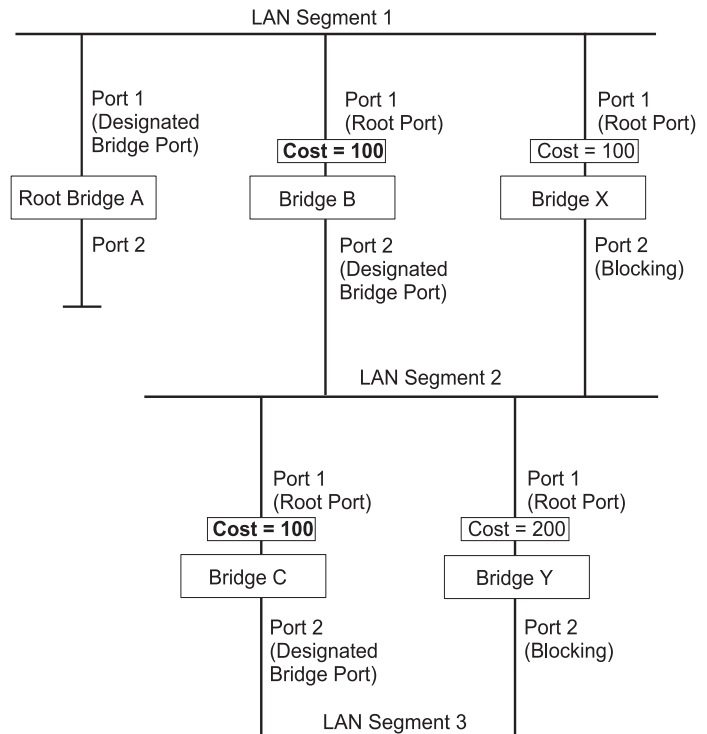 LAN Segment 1
Port 1
(Designated
Bridge Port)
Port 1
(Root Port)
Cost = 100
Port 1
(Root Port)
Cost = 100
Root Bridge A
Bridge B
Bridge X
Port 2
Port 2
(Designated
Bridge Port)
Port 2
(Blocking)
LAN Segment 2
Port 1
(Root Port)
Cost = 100
Port 1
(Root Port)
Cost = 200
Bridge C
Bridge Y
Port 2
(Designated
Bridge Port)
Port 2
(Blocking)
LAN Segment 3